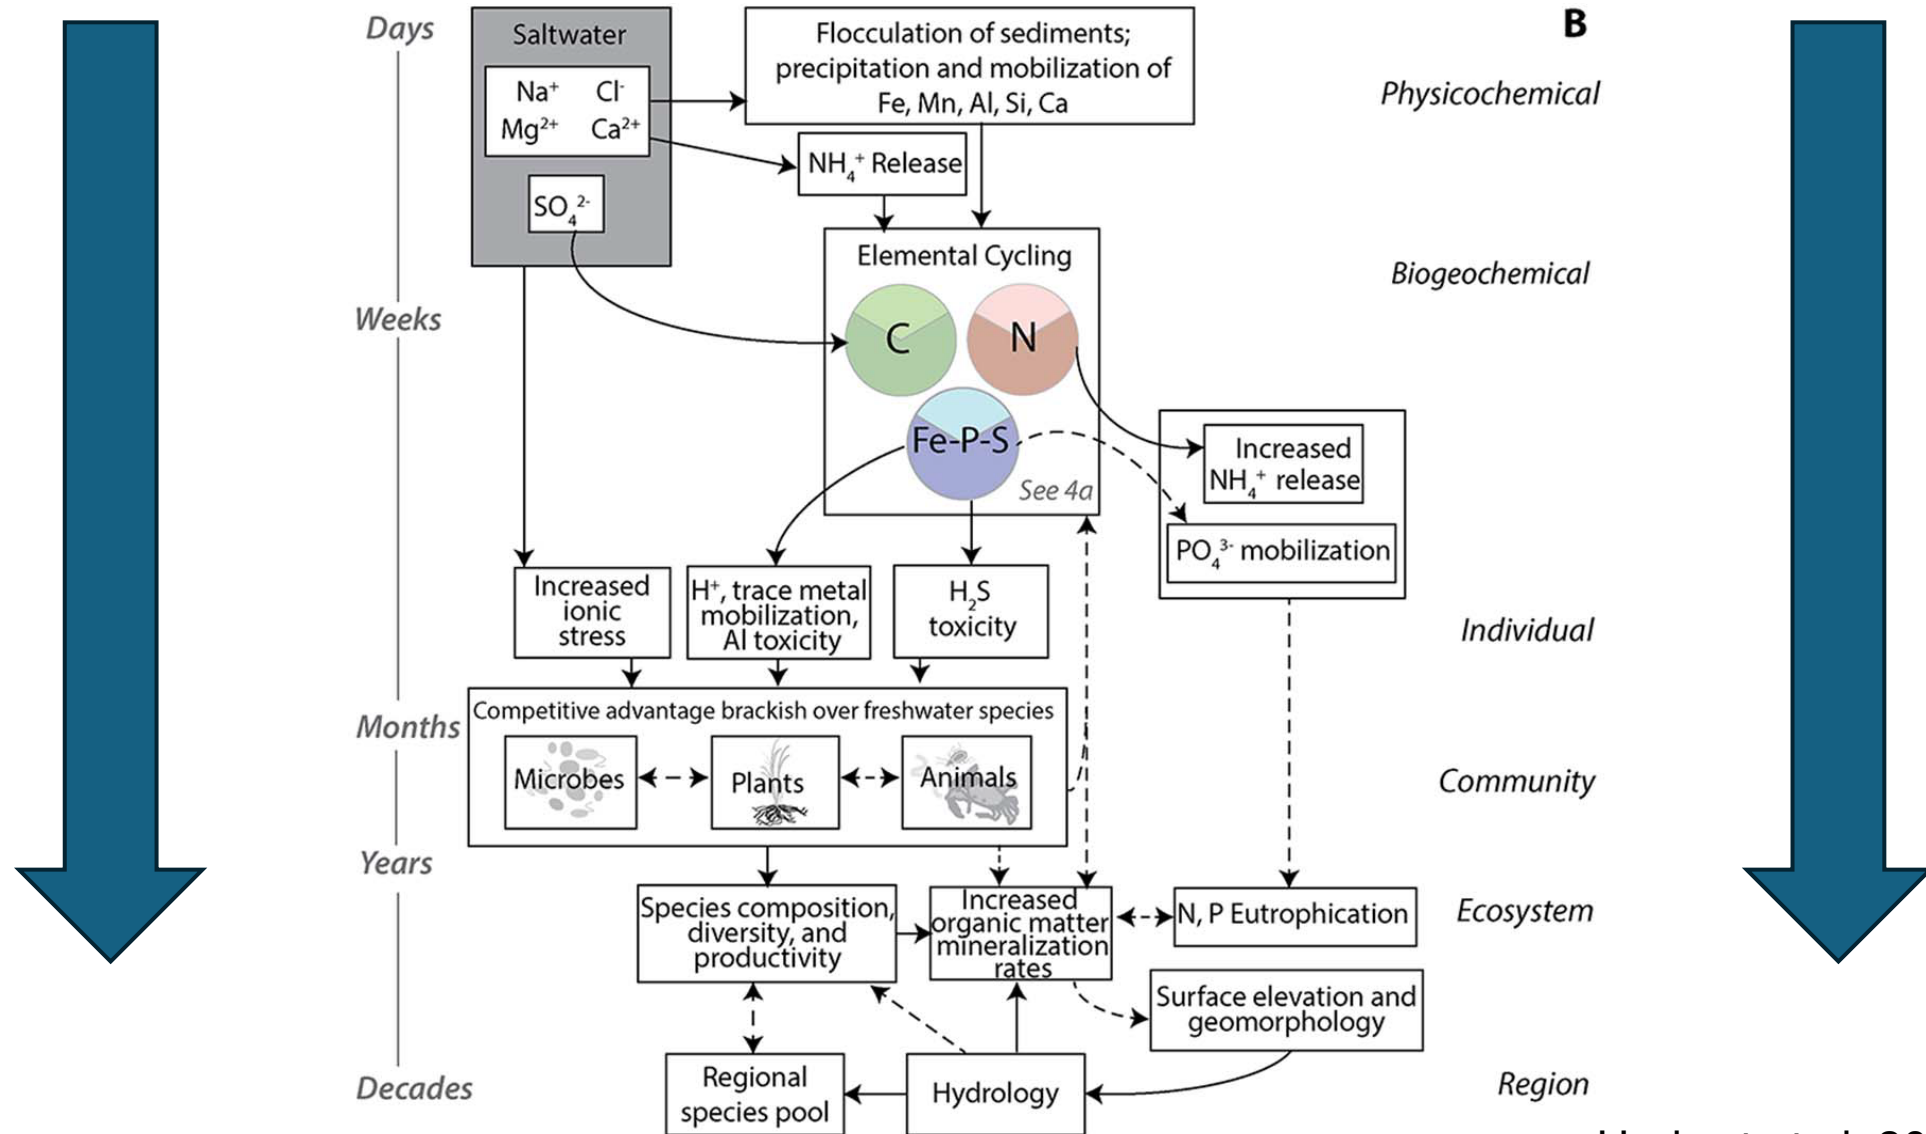 Days
Saltwater
Na⁺ Cl⁻
Mg²⁺ Ca²⁺
SO₄²⁻
Flocculation of sediments;
precipitation and mobilization of
Fe, Mn, Al, Si, Ca
B
Physicochemical
NH₄⁺ Release
Elemental Cycling
Biogeochemical
Weeks
C
N
Fe-P-S
See 4a
Increased
NH₄⁺ release
PO₄³⁻ mobilization
Increased
ionic
stress
H⁺, trace metal
mobilization,
Al toxicity
H₂S
toxicity
Individual
Months
Competitive advantage brackish over freshwater species
Microbes
Plants
Animals
Community
Years
Species composition,
diversity, and
productivity
Increased
organic matter
mineralization
rates
N, P Eutrophication
Ecosystem
Surface elevation and
geomorphology
Decades
Regional
species pool
Hydrology
Region